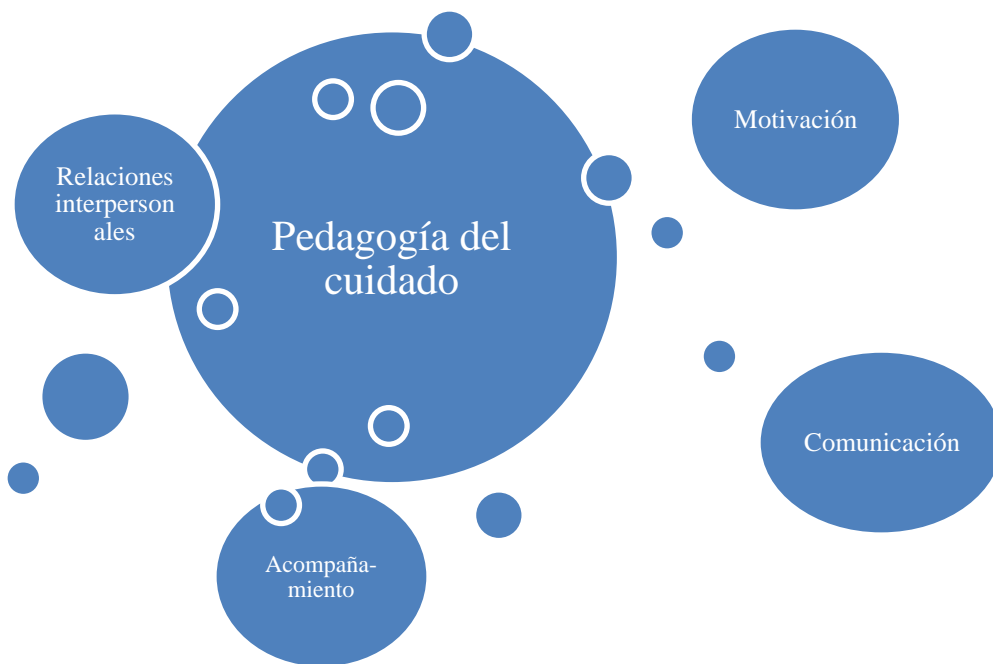 Motivación
Relaciones
interperson
ales
Pedagogía del
cuidado
Comunicación
Acompaña-
miento